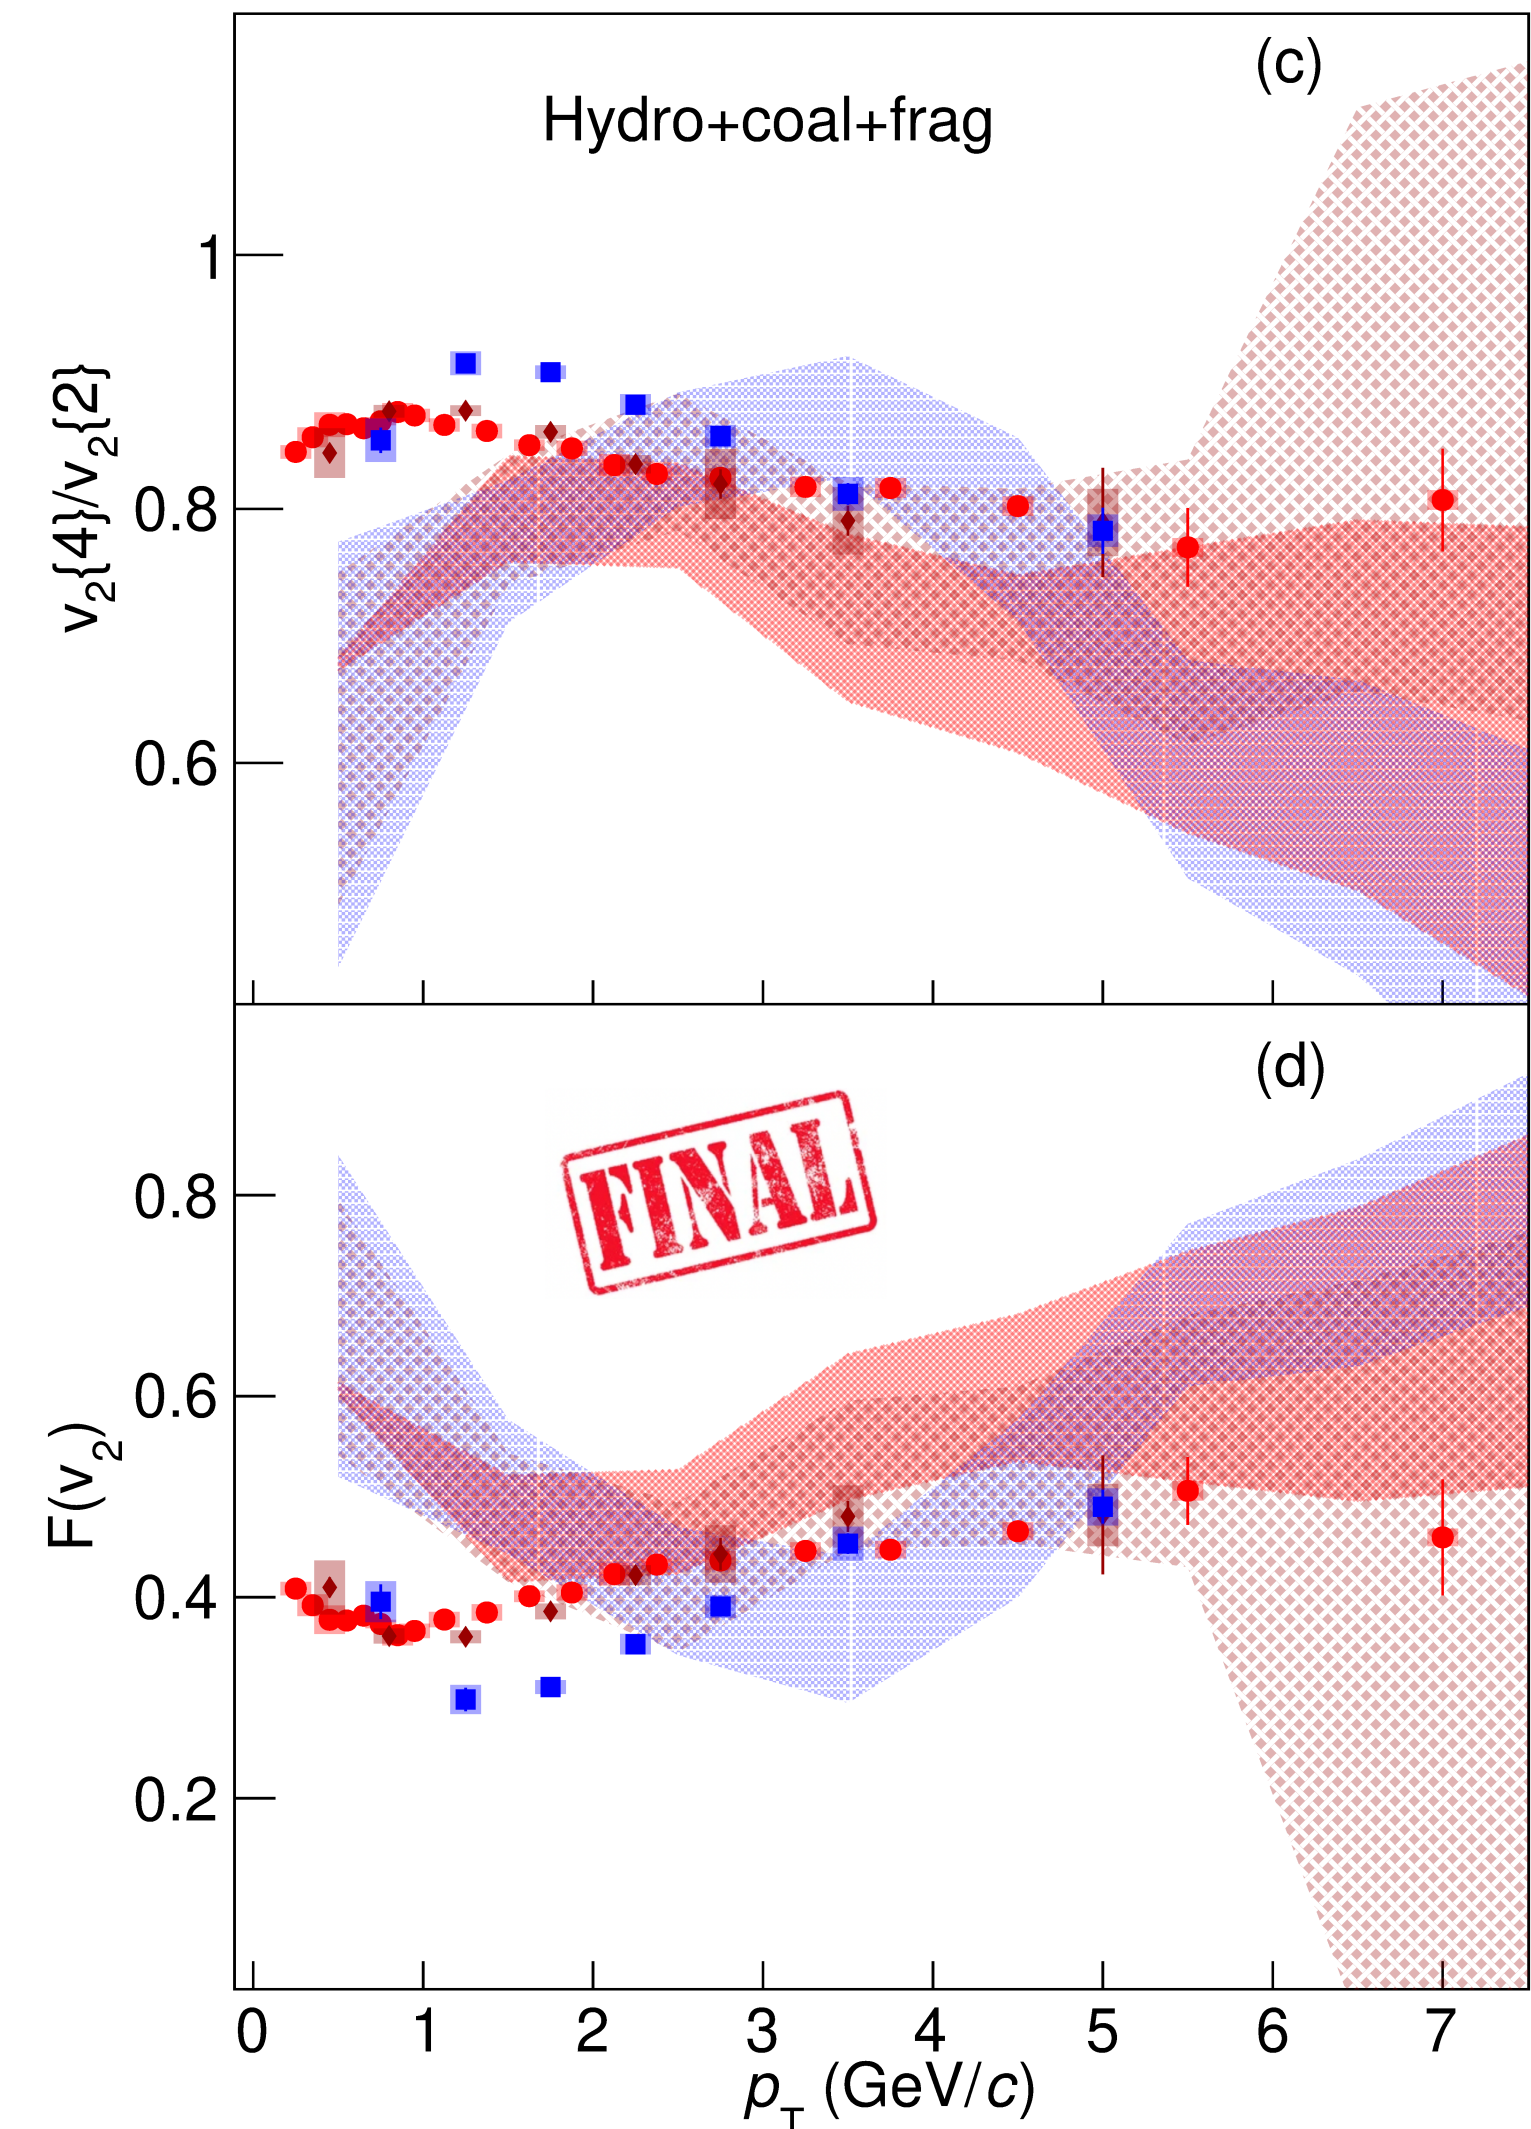 (c)
Hydro+coal+frag
1
0.8
0.6
v2{4}/v2{2}
(d)
FINAL
0.8
0.6
0.4
0.2
F(v2)
0 1 2 3 4 5 6 7
pT (GeV/c)